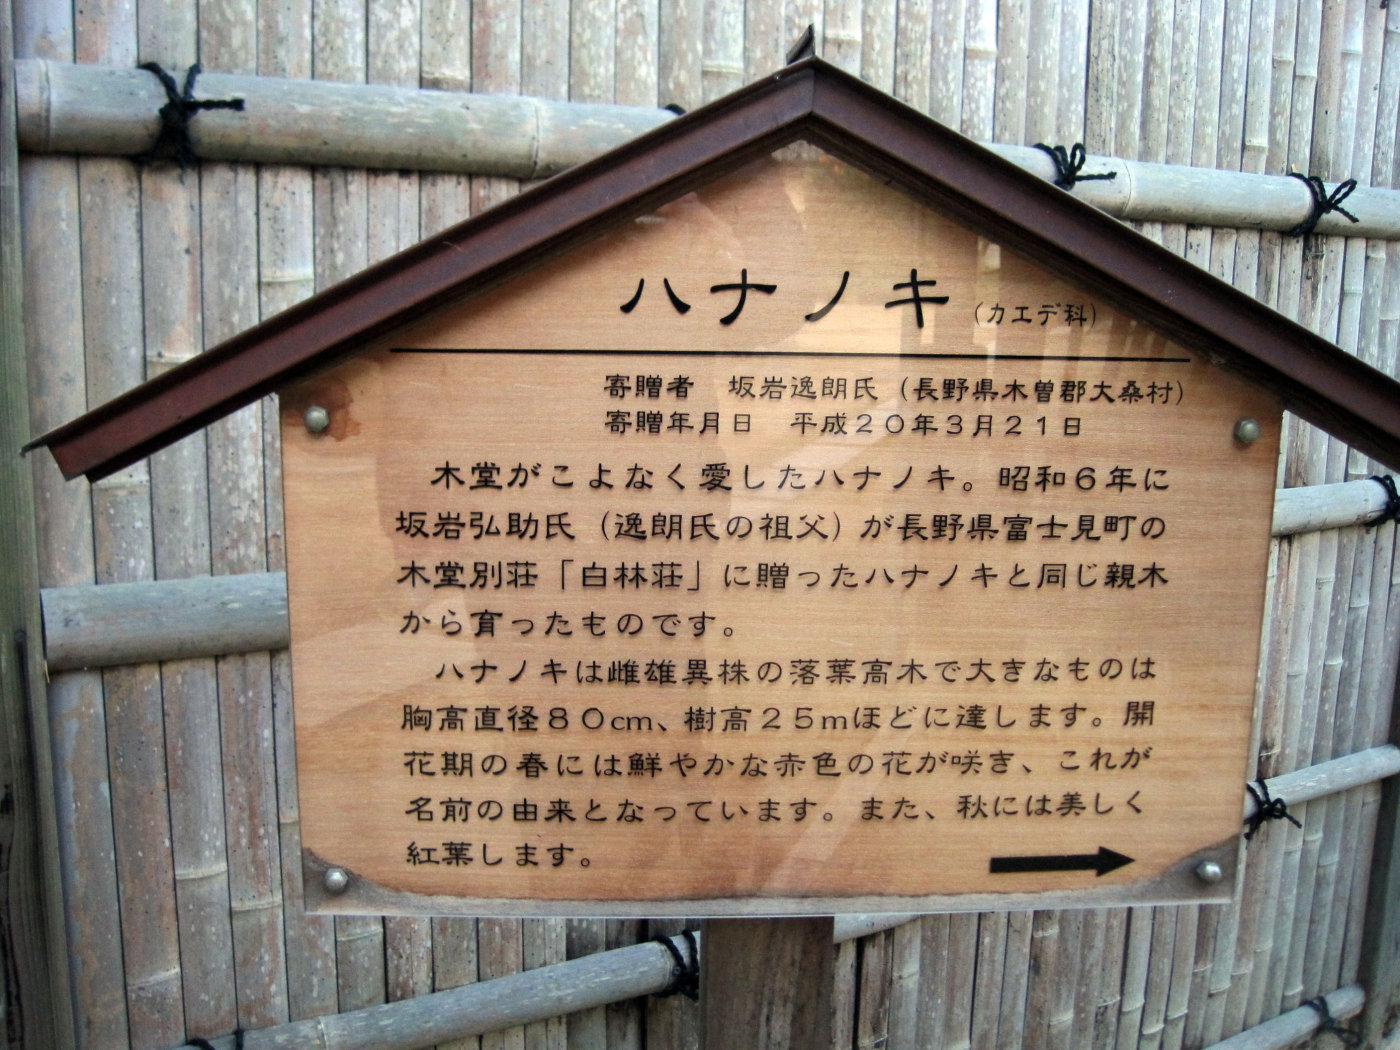 ハナノキ（カエデ科）
寄贈者　坂岩逸朗氏（長野県木曽郡大桑村）
寄贈年月日　平成２０年３月２１日
木堂がこよなく愛したハナノキ。昭和６年に
坂岩弘助氏（逸朗氏の祖父）が長野県富士見町の
木堂別荘「白林荘」に贈ったハナノキと同じ親木
から育ったものです。
ハナノキは雌雄異株の落葉高木で大きなものは
胸高直径８０cm、樹高２５mほどに達します。開
花期の春には鮮やかな赤色の花が咲き、これが
名前の由来となっています。また、秋には美しく
紅葉します。